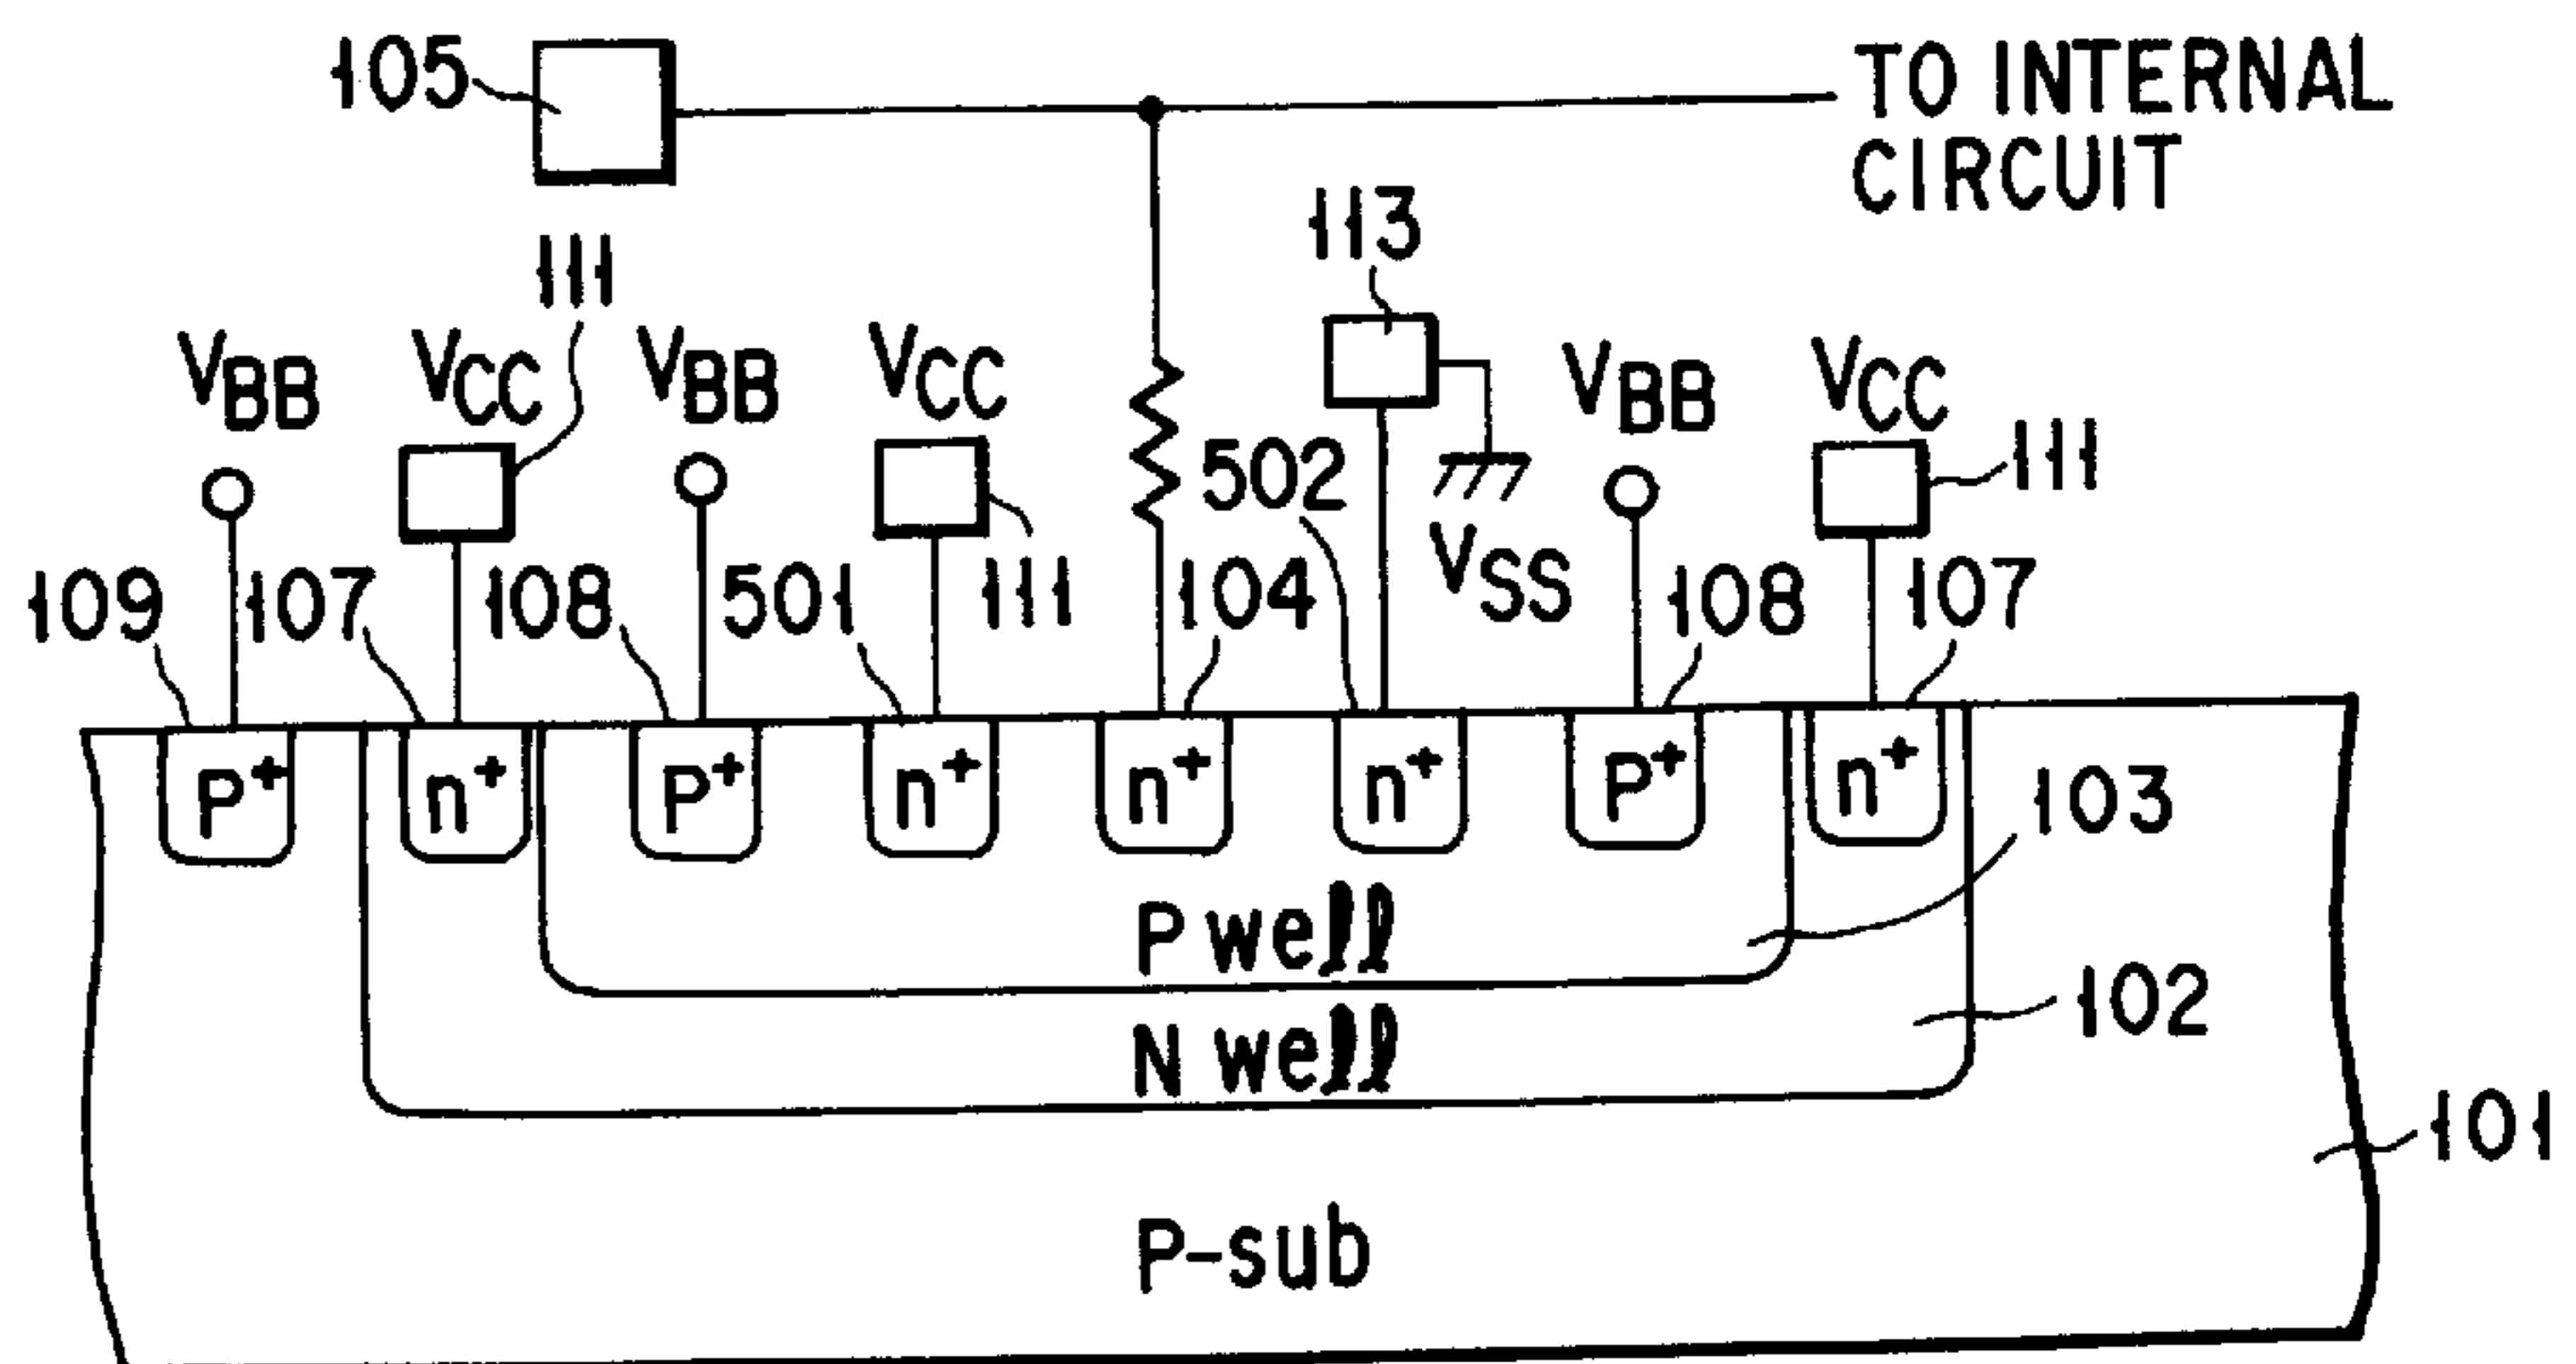 105
TO INTERNAL
CIRCUIT
113
111
VBB
VCC
VBB
VCC
VBB
VCC
502
111
VSS
109
107
108
501
111
104
108
107
P+
n+
P+
n+
n+
n+
P+
n+
103
P well
102
N well
101
P-sub